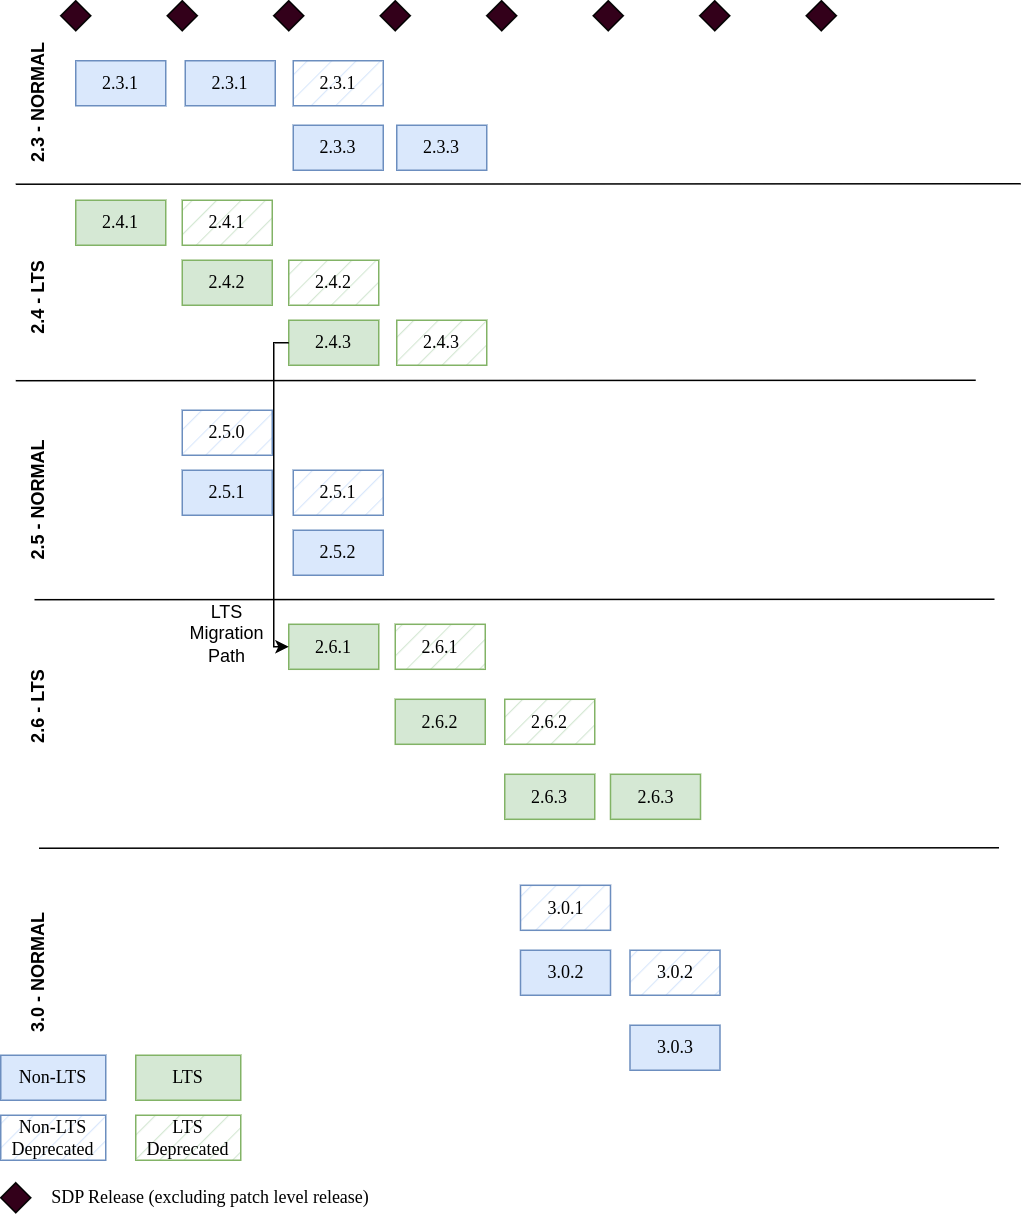 2.3 - NORMAL
2.3.1
2.3.1
2.3.1
2.3.3
2.3.3
2.4 - LTS
2.4.1
2.4.1
2.4.2
2.4.2
2.4.3
2.4.3
2.5 - NORMAL
2.5.0
2.5.1
2.5.1
2.5.2
LTS
Migration
Path
2.6 - LTS
2.6.1
2.6.1
2.6.2
2.6.2
2.6.3
2.6.3
3.0 - NORMAL
3.0.1
3.0.2
3.0.2
3.0.3
Non-LTS
LTS
Non-LTS
Deprecated
LTS
Deprecated
SDP Release (excluding patch level release)